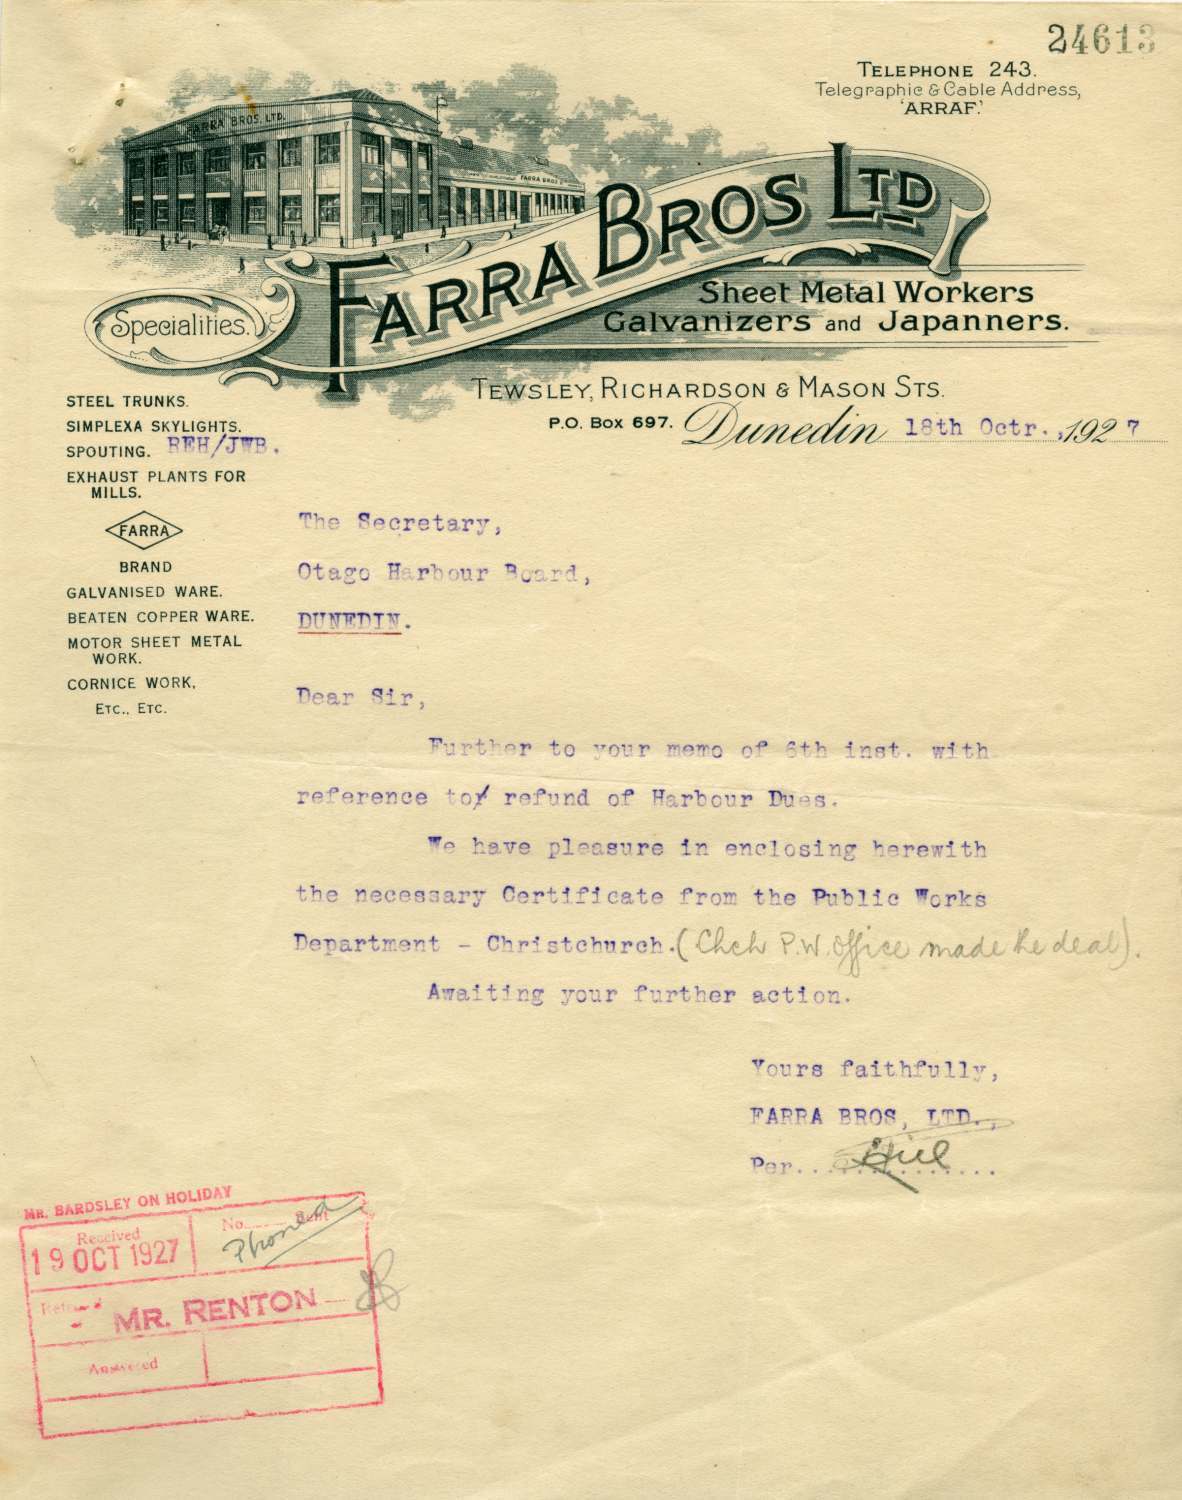 24613
TELEPHONE 243.
Telegraphic & Cable Address,
'ARRAF.'
FARRA BROS. LTD.
FARRA BROS
FARRA BROS LTD
Sheet Metal Workers
Galvanizers and Japanners.
Specialities.
TEWSLEY, RICHARDSON & MASON STS.
P.O. Box 697. Dunedin 18th Octr., 1927
STEEL TRUNKS.
SIMPLEXA SKYLIGHTS.
SPOUTING. REH/JWB.
EXHAUST PLANTS FOR
MILLS.
FARRA
BRAND
GALVANISED WARE.
BEATEN COPPER WARE.
MOTOR SHEET METAL
WORK.
CORNICE WORK,
ETC., ETC.
The Secretary,
Otago Harbour Board,
DUNEDIN.
Dear Sir,
Further to your memo of 6th inst. with
reference to refund of Harbour Dues.
We have pleasure in enclosing herewith
the necessary Certificate from the Public Works
Department - Christchurch. (Chch P.W. Office made the deal).
Awaiting your further action.
Yours faithfully,
FARRA BROS, LTD.,
Per..............
MR. BARDSLEY ON HOLIDAY
Received No. Sent
19 OCT 1927 Phoned
Referred
MR. RENTON
Answered